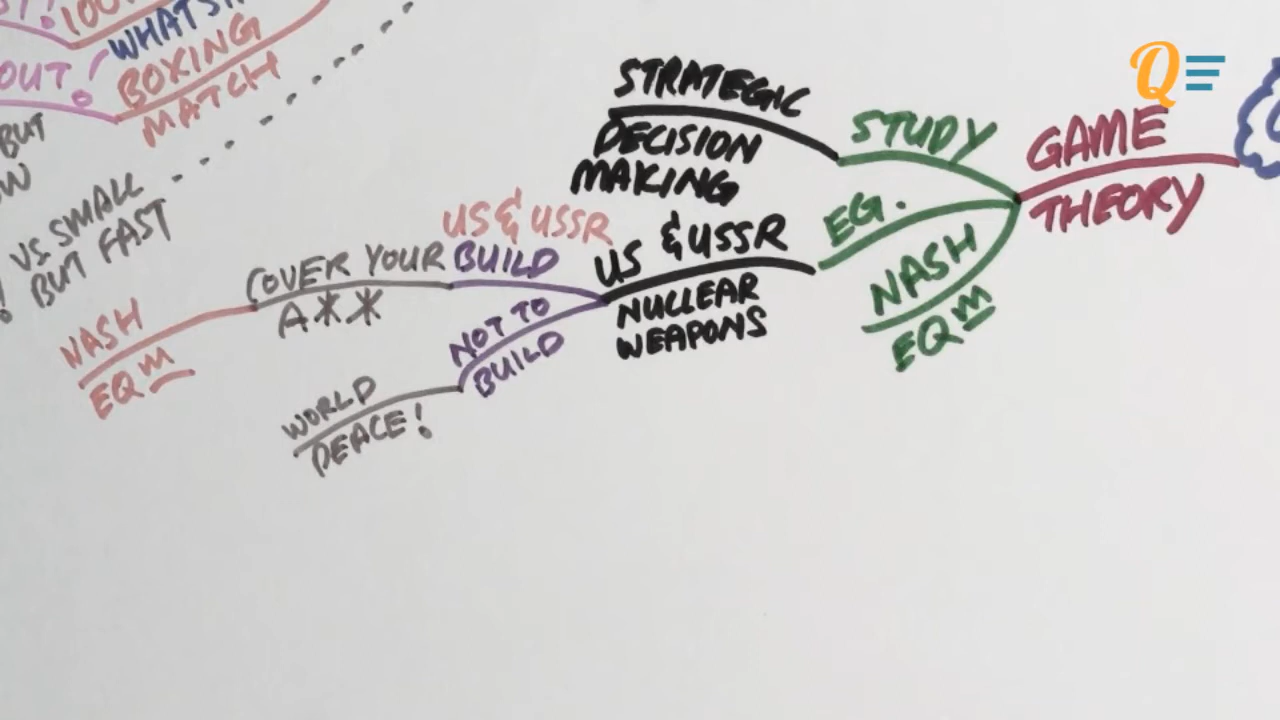 100
OUT!
WHATS
BOXING
MATCH
BUT
VS SMALL
BUT FAST
GAME
THEORY
STUDY
STRATEGIC
DECISION
MAKING
EG.
US & USSR
NUCLEAR
WEAPONS
US & USSR
BUILD
COVER YOUR
A**
NASH
EQM
NOT TO
BUILD
WORLD
PEACE!
NASH
EQM
Q